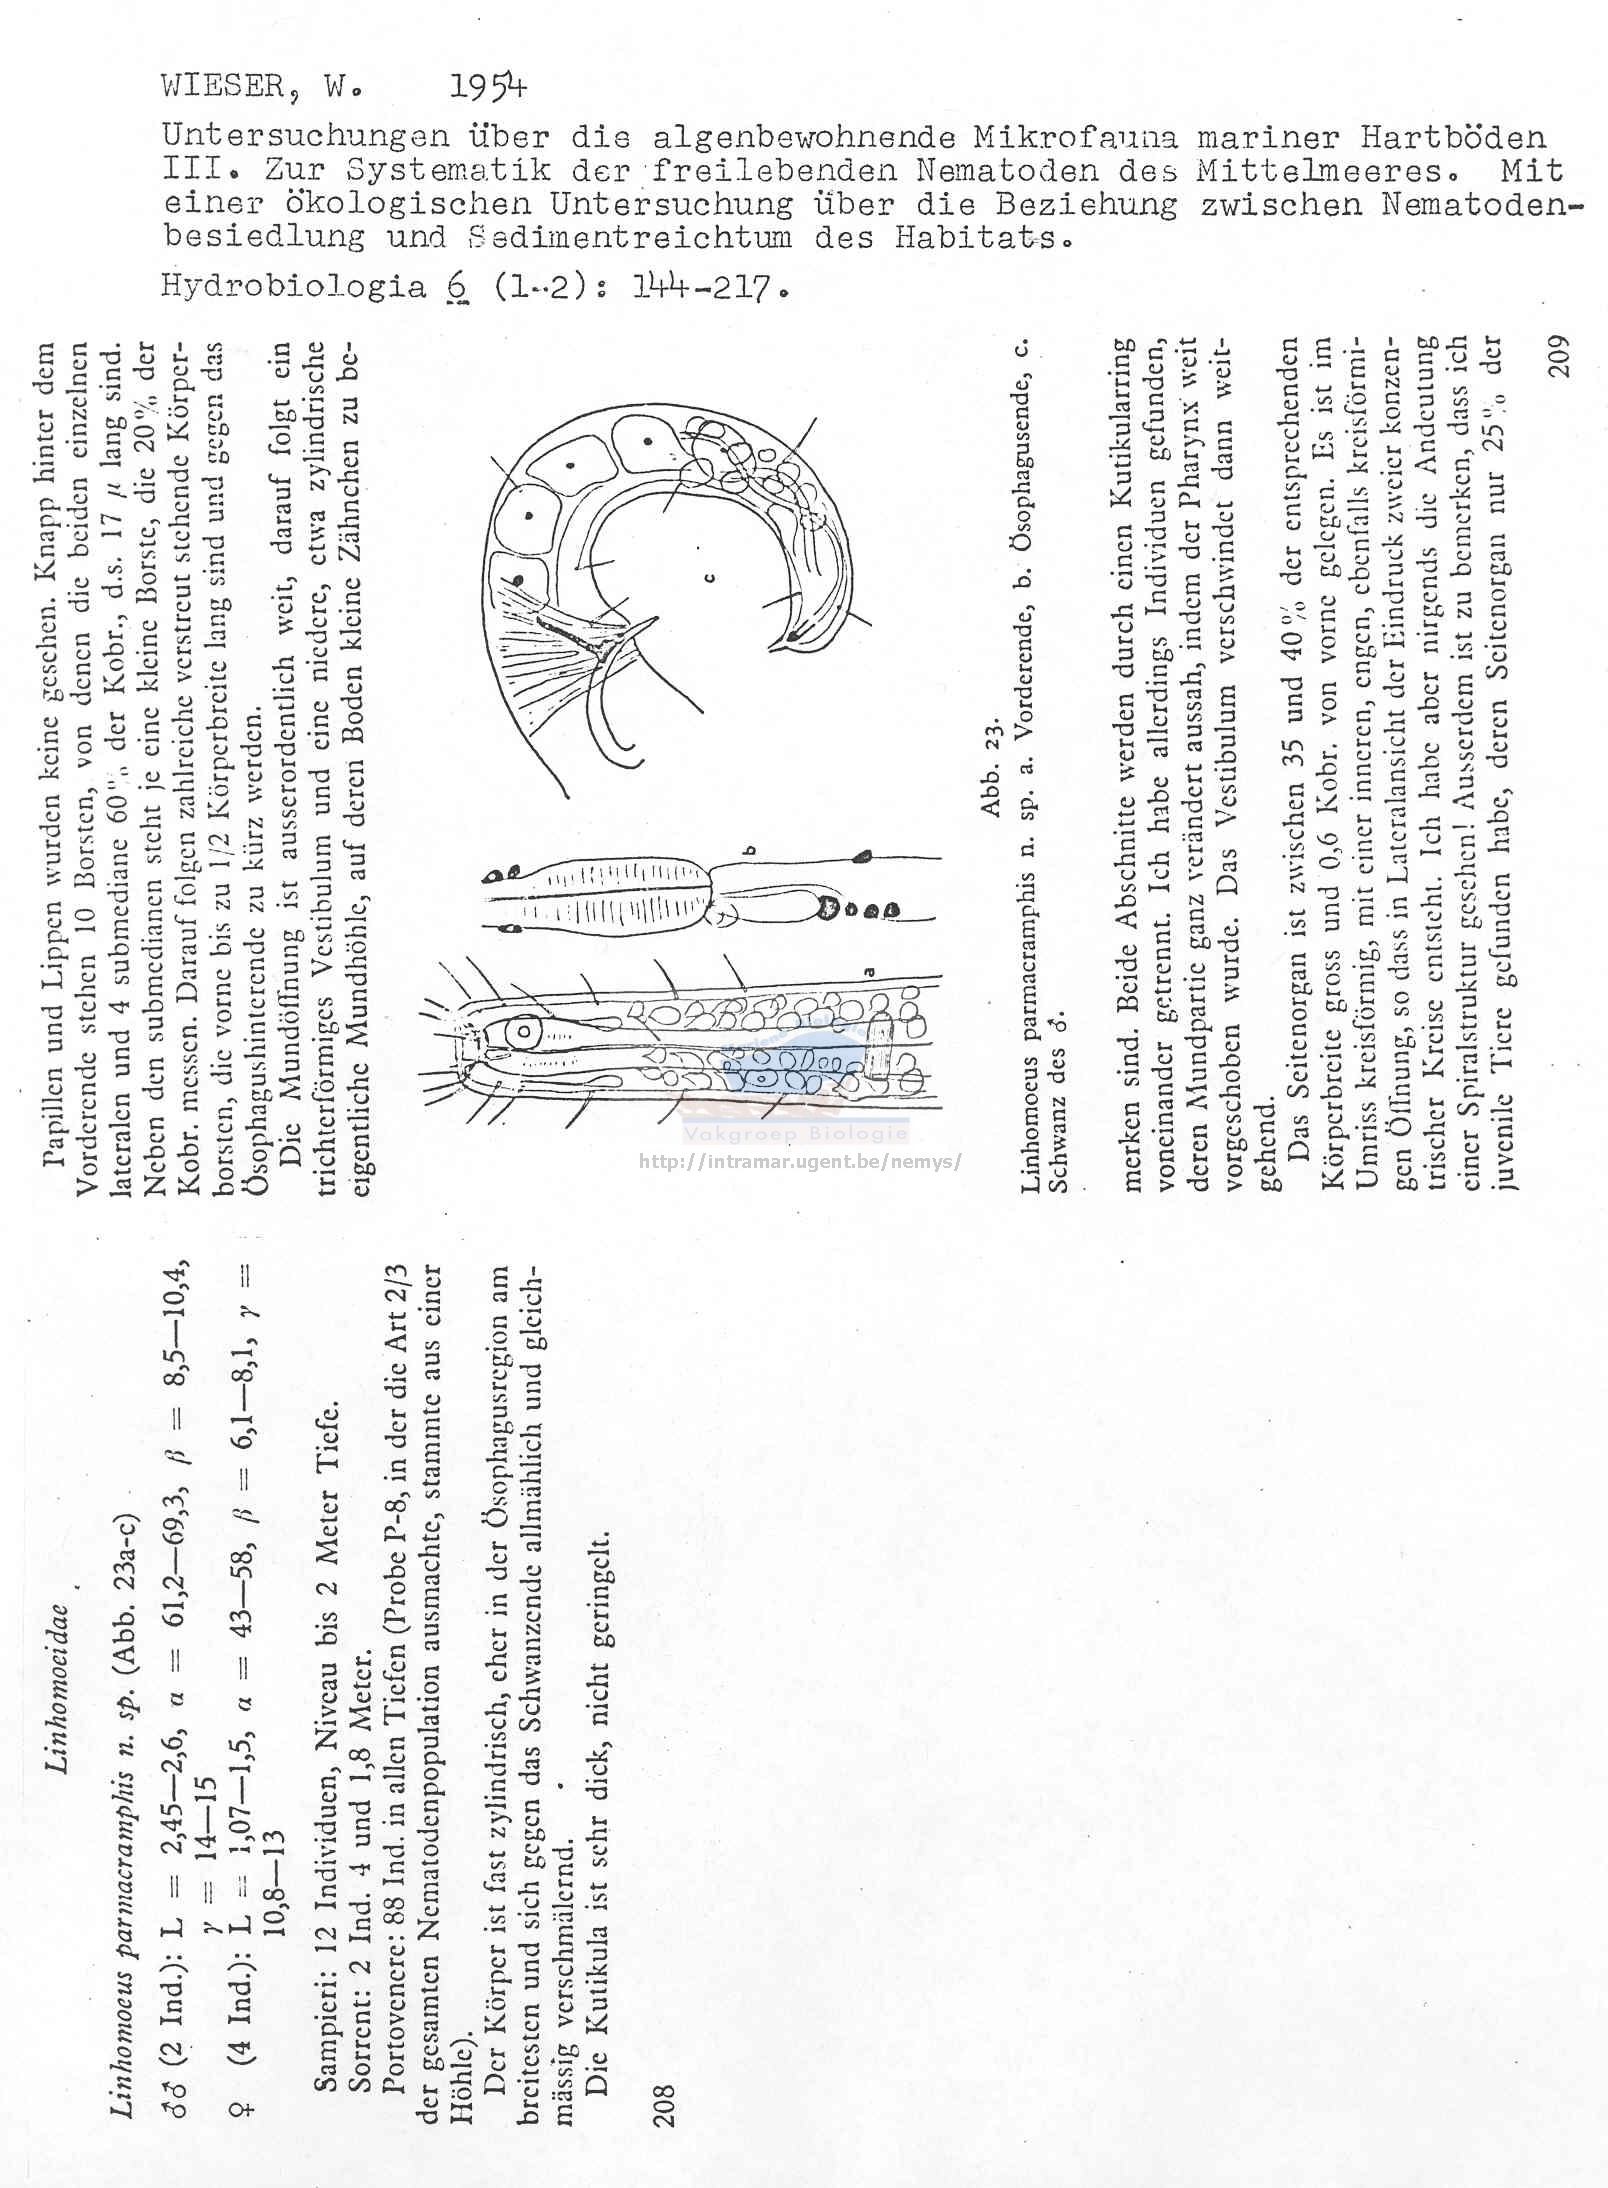 WIESER, W. 1954
Untersuchungen über die algenbewohnende Mikrofauna mariner Hartböden
III. Zur Systematik der freilebenden Nematoden des Mittelmeeres. Mit
einer ökologischen Untersuchung über die Beziehung zwischen Nematoden-
besiedlung und Sedimentreichtum des Habitats.
Hydrobiologia 6 (1-2): 144-217.
Linhomoeidae
Linhomoeus parmacramphis n. sp. (Abb. 23a-c)
♂♂ (2 Ind.): L = 2,45—2,6, α = 61,2—69,3, β = 8,5—10,4,
γ = 14—15
♀ (4 Ind.): L = 1,07—1,5, α = 43—58, β = 6,1—8,1, γ =
10,8—13
Sampieri: 12 Individuen, Niveau bis 2 Meter Tiefe.
Sorrent: 2 Ind. 4 und 1,8 Meter.
Portovenere: 88 Ind. in allen Tiefen (Probe P-8, in der die Art 2/3
der gesamten Nematodenpopulation ausmachte, stammte aus einer
Höhle).
Der Körper ist fast zylindrisch, eher in der Ösophagusregion am
breitesten und sich gegen das Schwanzende allmählich und gleich-
mässig verschmälernd.
Die Kutikula ist sehr dick, nicht geringelt.
208
Papillen und Lippen wurden keine gesehen. Knapp hinter dem
Vorderende stehen 10 Borsten, von denen die beiden einzelnen
lateralen und 4 submediane 60% der Kobr., d.s. 17 µ lang sind.
Neben den submedianen steht je eine kleine Borste, die 20% der
Kobr. messen. Darauf folgen zahlreiche verstreut stehende Körper-
borsten, die vorne bis zu 1/2 Körperbreite lang sind und gegen das
Ösophagushinterende zu kürz werden.
Die Mundöffnung ist ausserordentlich weit, darauf folgt ein
trichterförmiges Vestibulum und eine niedere, etwa zylindrische
eigentliche Mundhöhle, auf deren Boden kleine Zähnchen zu be-
a
b
c
Abb. 23.
Linhomoeus parmacramphis n. sp. a. Vorderende, b. Ösophagusende, c.
Schwanz des ♂.
merken sind. Beide Abschnitte werden durch einen Kutikularring
voneinander getrennt. Ich habe allerdings Individuen gefunden,
deren Mundpartie ganz verändert aussah, indem der Pharynx weit
vorgeschoben wurde. Das Vestibulum verschwindet dann weit-
gehend.
Das Seitenorgan ist zwischen 35 und 40% der entsprechenden
Körperbreite gross und 0,6 Kobr. von vorne gelegen. Es ist im
Umriss kreisförnig, mit einer inneren, engen, ebenfalls kreisförmi-
gen Öffnung, so dass in Lateralansicht der Eindruck zweier konzen-
trischer Kreise entsteht. Ich habe aber nirgends die Andeutung
einer Spiralstruktur gesehen! Ausserdem ist zu bemerken, dass ich
juvenile Tiere gefunden habe, deren Seitenorgan nur 25% der
209
Vakgroep Biologie
http://intramar.ugent.be/nemys/